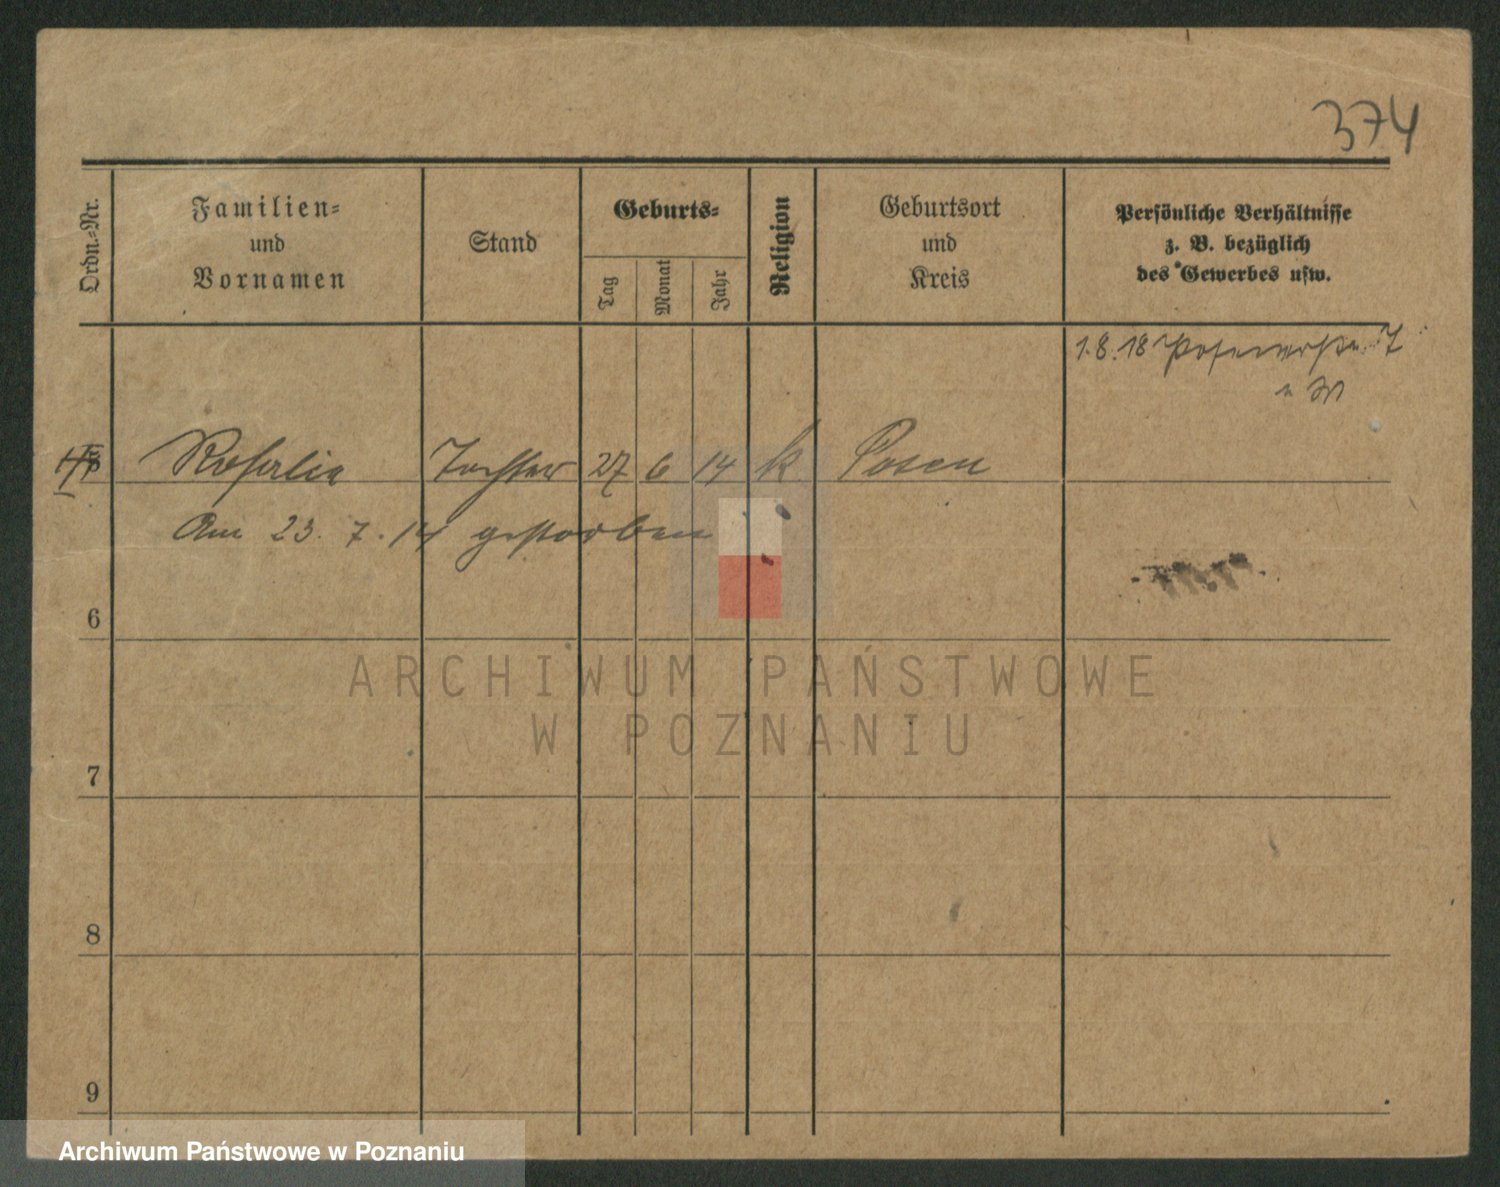 374
Ordn.-Nr.
Familien-
und
Vornamen
Stand
Geburts-
Tag
Monat
Jahr
Religion
Geburtsort
und
Kreis
Persönliche Verhältnisse
z. B. bezüglich
des Gewerbes usw.
1.8.18
Rosalie Tochter 27 6 14 k Posen
Am 23. 7. 14 gestorben
6
7
8
9
ARCHIWUM PAŃSTWOWE
W POZNANIU
Archiwum Państwowe w Poznaniu